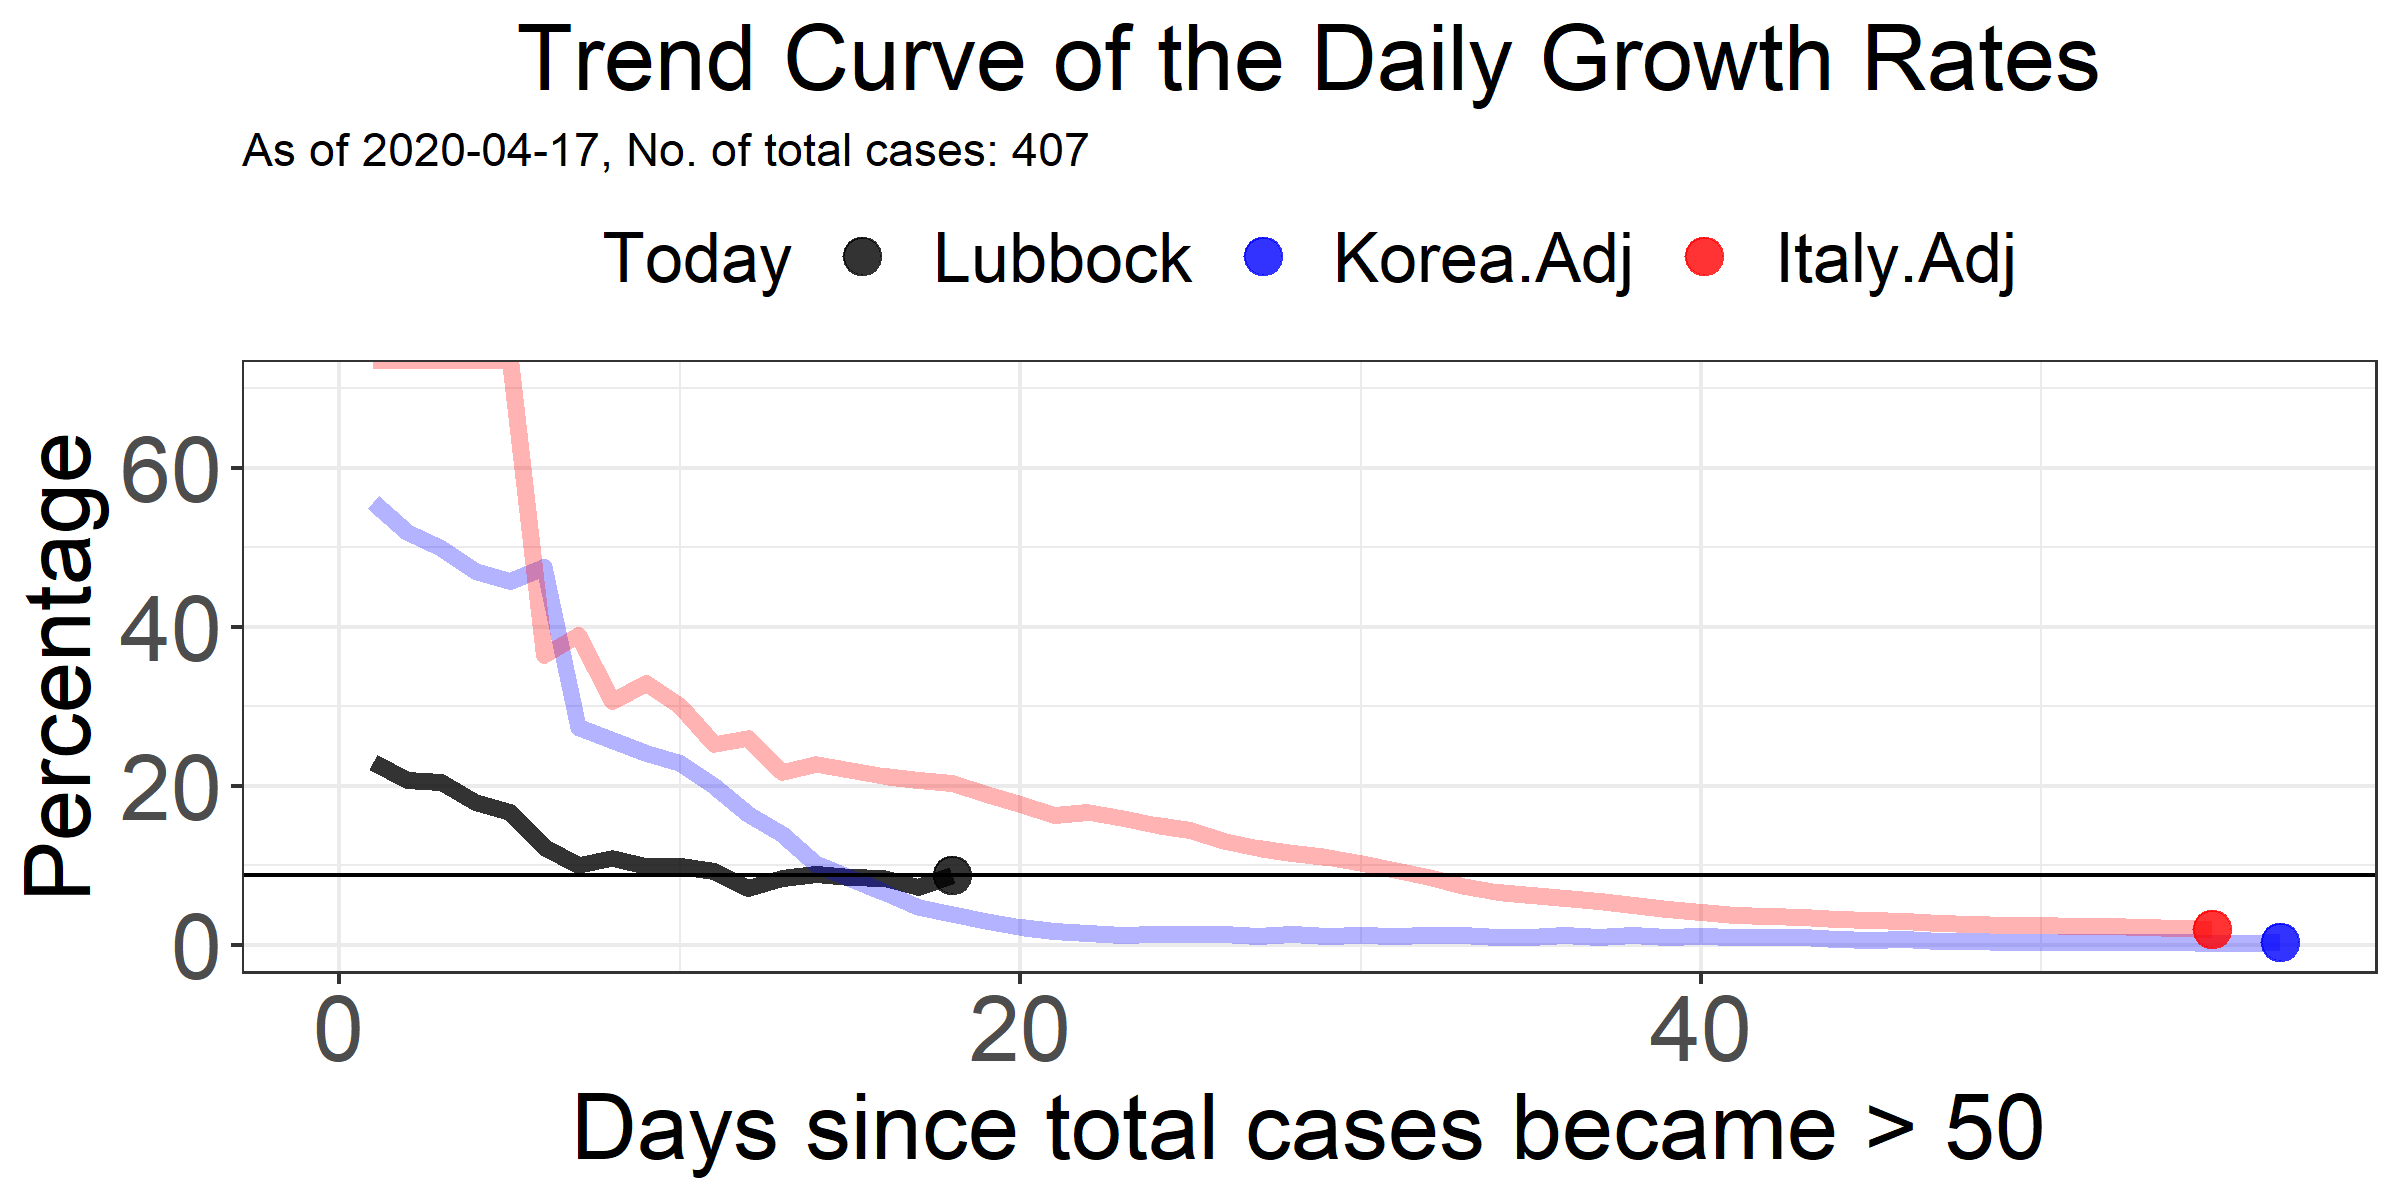 Trend Curve of the Daily Growth Rates
As of 2020-04-17, No. of total cases: 407
Today Lubbock Korea.Adj Italy.Adj
Percentage
60
40
20
0
0 20 40
Days since total cases became > 50